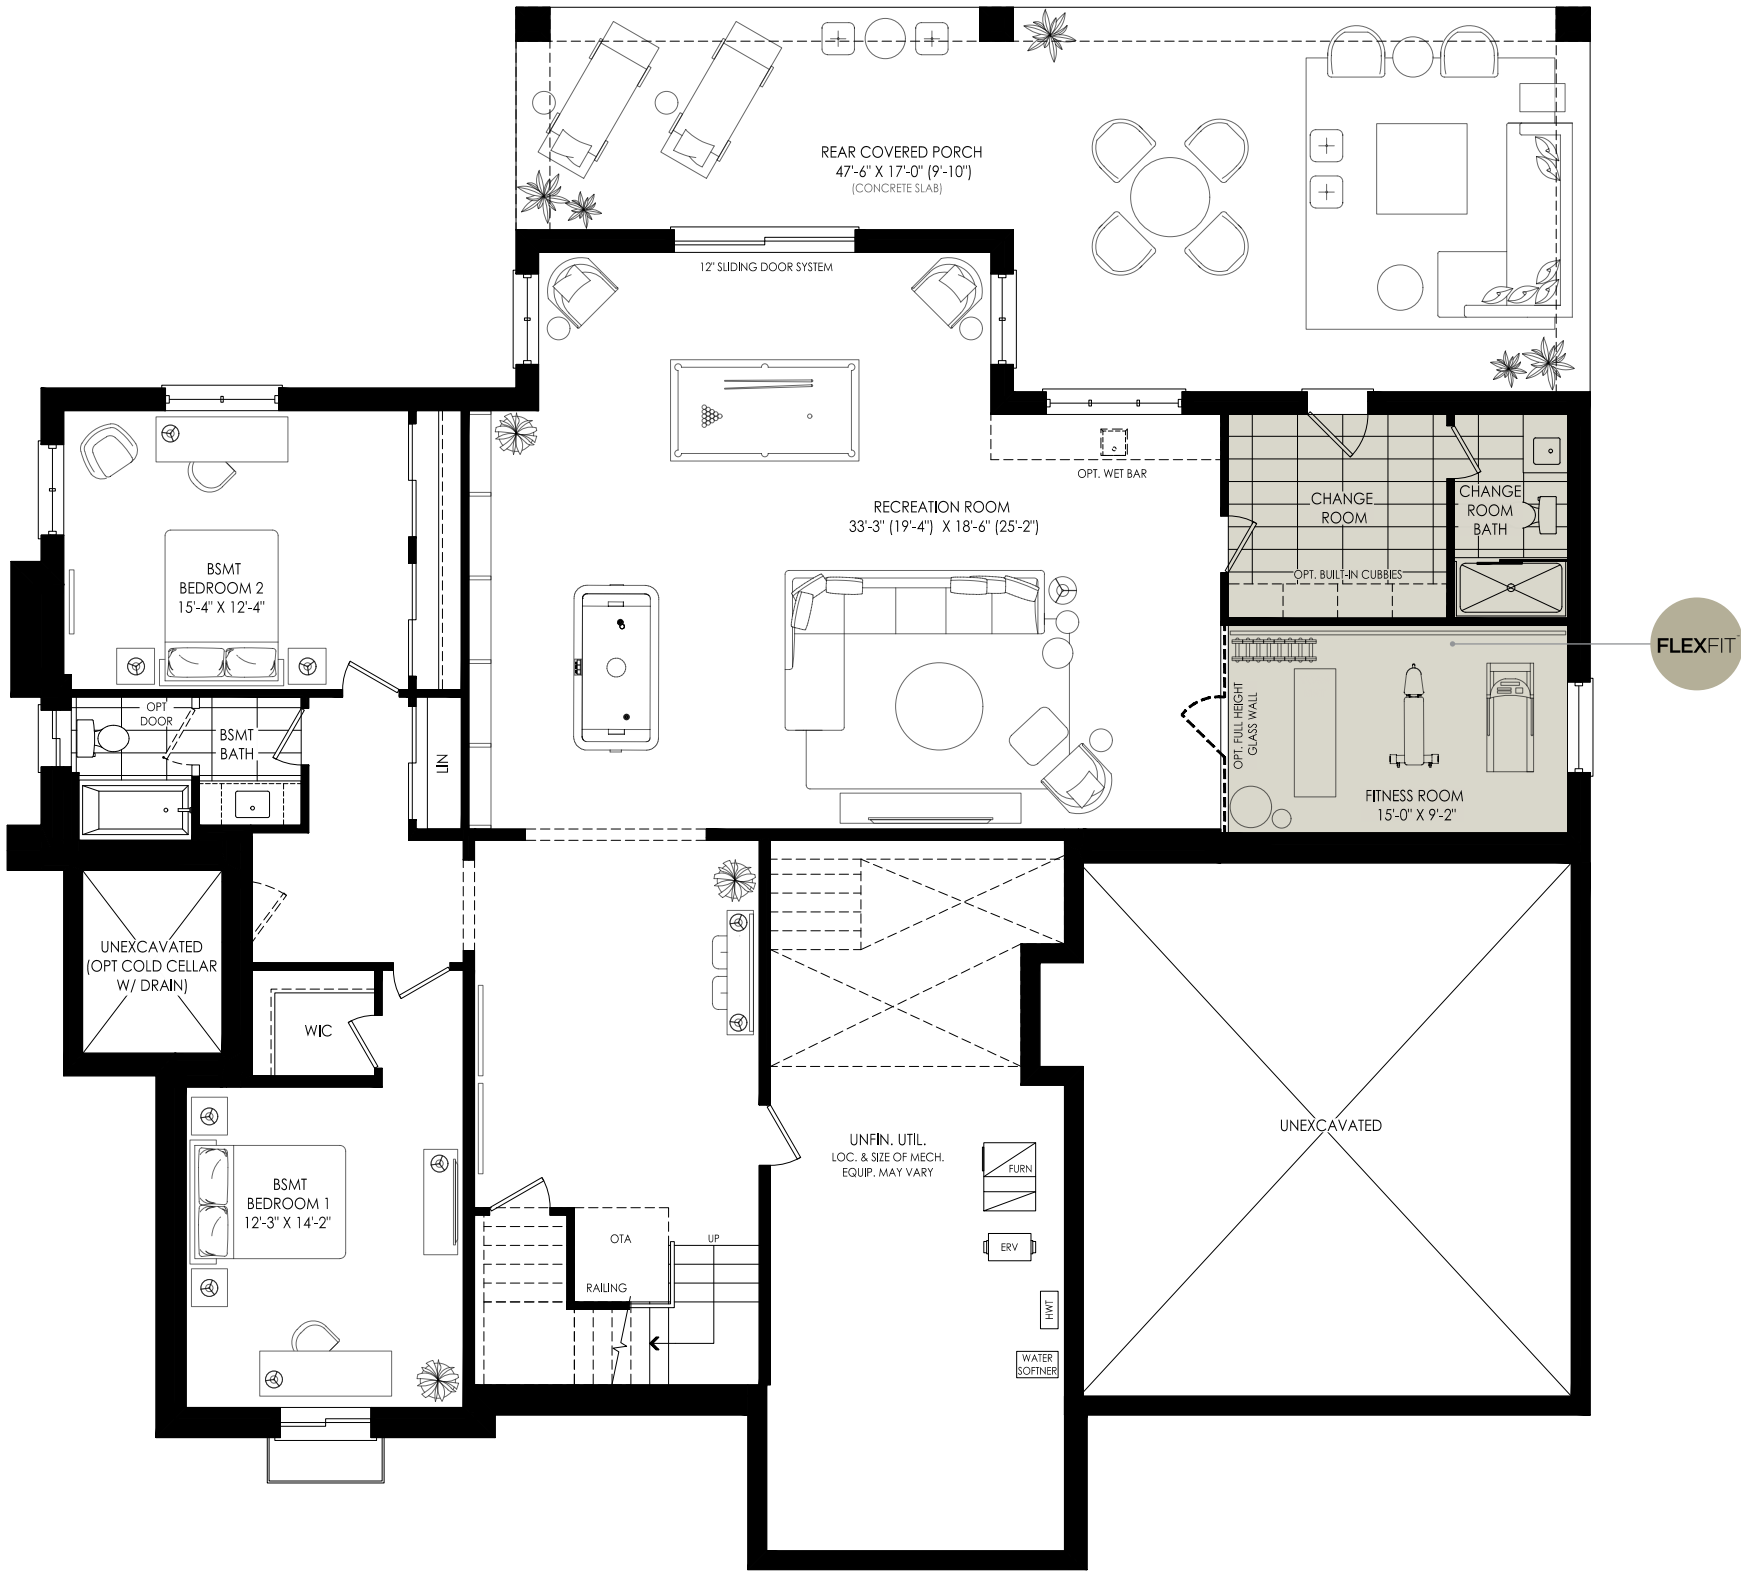 REAR COVERED PORCH
47'-6" X 17'-0" (9'-10")
(CONCRETE SLAB)
12" SLIDING DOOR SYSTEM
OPT. WET BAR
RECREATION ROOM
33'-3" (19'-4") X 18'-6" (25'-2")
CHANGE
ROOM
CHANGE
ROOM
BATH
OPT. BUILT-IN CUBBIES
BSMT
BEDROOM 2
15'-4" X 12'-4"
FLEXFIT™
OPT
DOOR
BSMT
BATH
LIN
OPT. FULL HEIGHT
GLASS WALL
FITNESS ROOM
15'-0" X 9'-2"
UNEXCAVATED
(OPT COLD CELLAR
W/ DRAIN)
WIC
UNFIN. UTIL.
LOC. & SIZE OF MECH.
EQUIP. MAY VARY
FURN
UNEXCAVATED
BSMT
BEDROOM 1
12'-3" X 14'-2"
OTA
UP
ERV
RAILING
HWT
WATER
SOFTNER